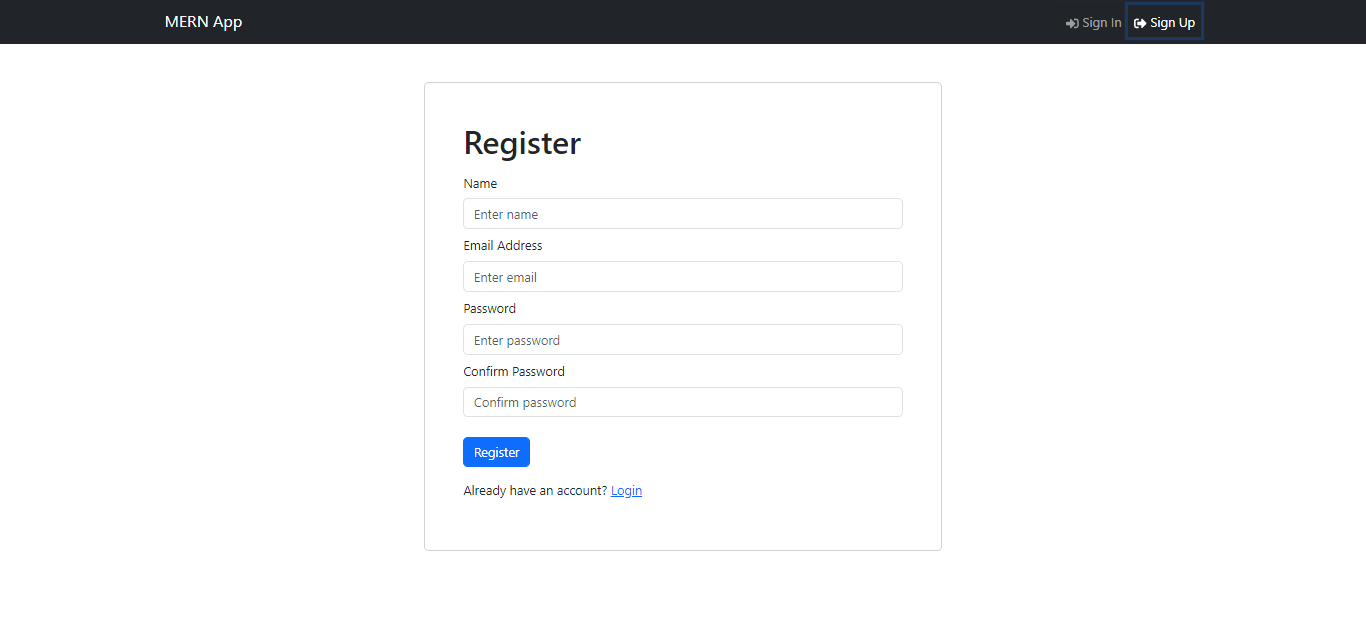 MERN App
Sign In
Sign Up
Register
Name
Enter name
Email Address
Enter email
Password
Enter password
Confirm Password
Confirm password
Register
Already have an account? Login